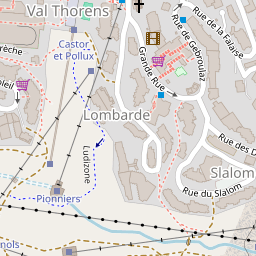 Val Thorens
Castor
et Pollux
Grande Rue
Rue de Gebroulaz
Rue de la Falaise
Lombarde
Ludizone
Rue des D
Slalom
Rue du Slalom
Pionniers